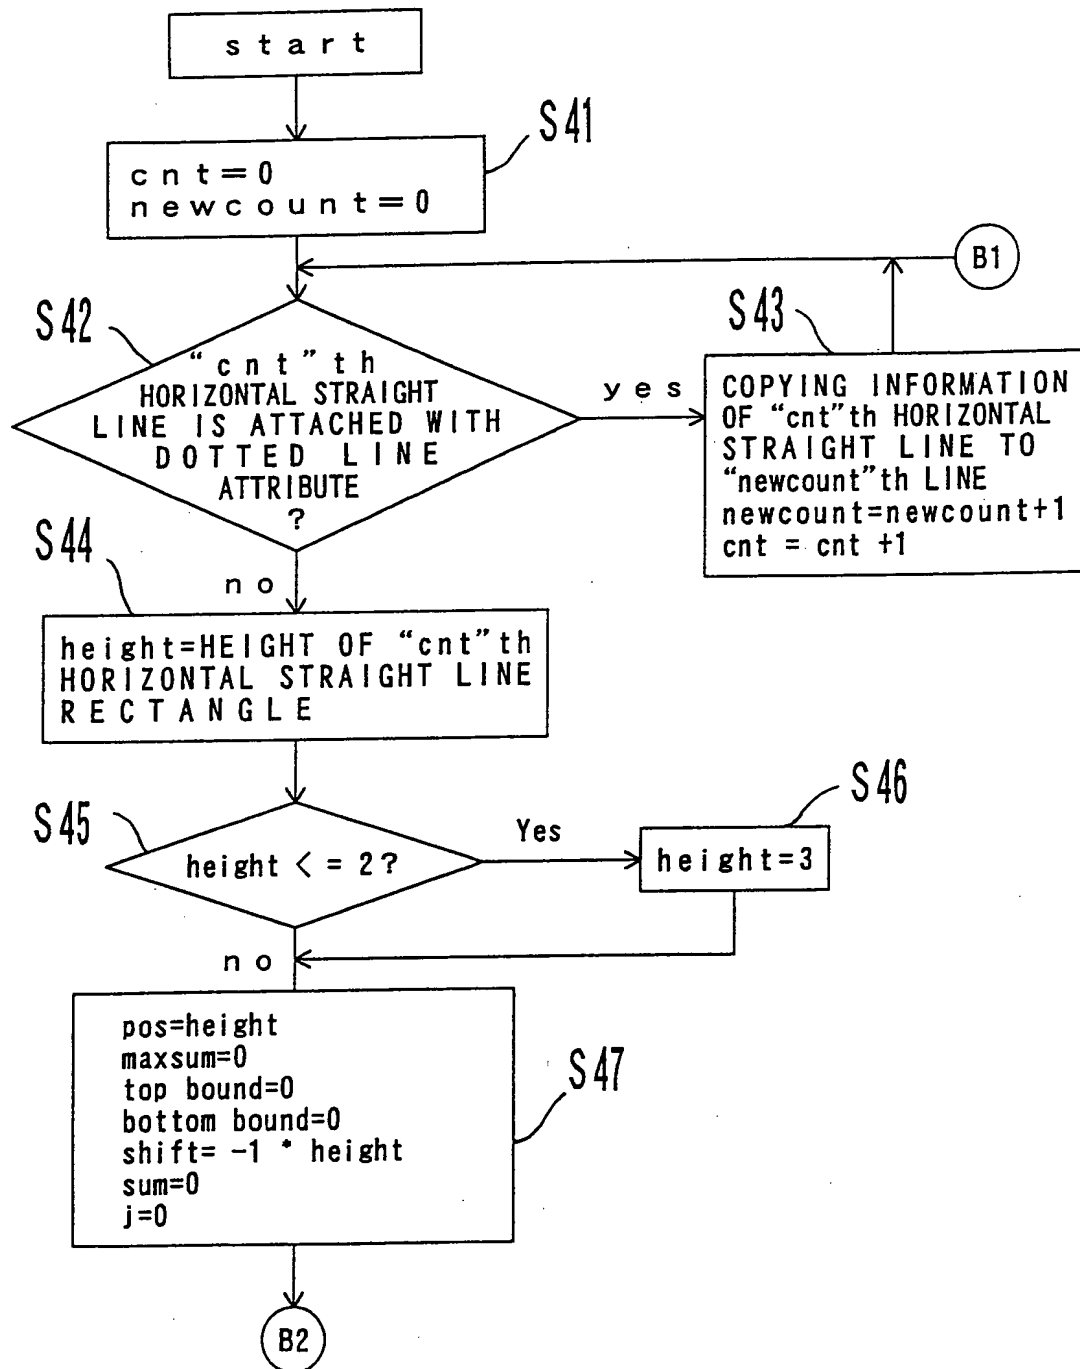 start
S41
cnt=0
newcount=0
B1
S42
"cnt"th
HORIZONTAL STRAIGHT
LINE IS ATTACHED WITH
DOTTED LINE
ATTRIBUTE
?
yes
S43
COPYING INFORMATION
OF "cnt"th HORIZONTAL
STRAIGHT LINE TO
"newcount"th LINE
newcount=newcount+1
cnt = cnt +1
no
S44
height=HEIGHT OF "cnt"th
HORIZONTAL STRAIGHT LINE
RECTANGLE
S45
height < = 2?
Yes
S46
height=3
no
pos=height
maxsum=0
top bound=0
bottom bound=0
shift= -1 * height
sum=0
j=0
S47
B2